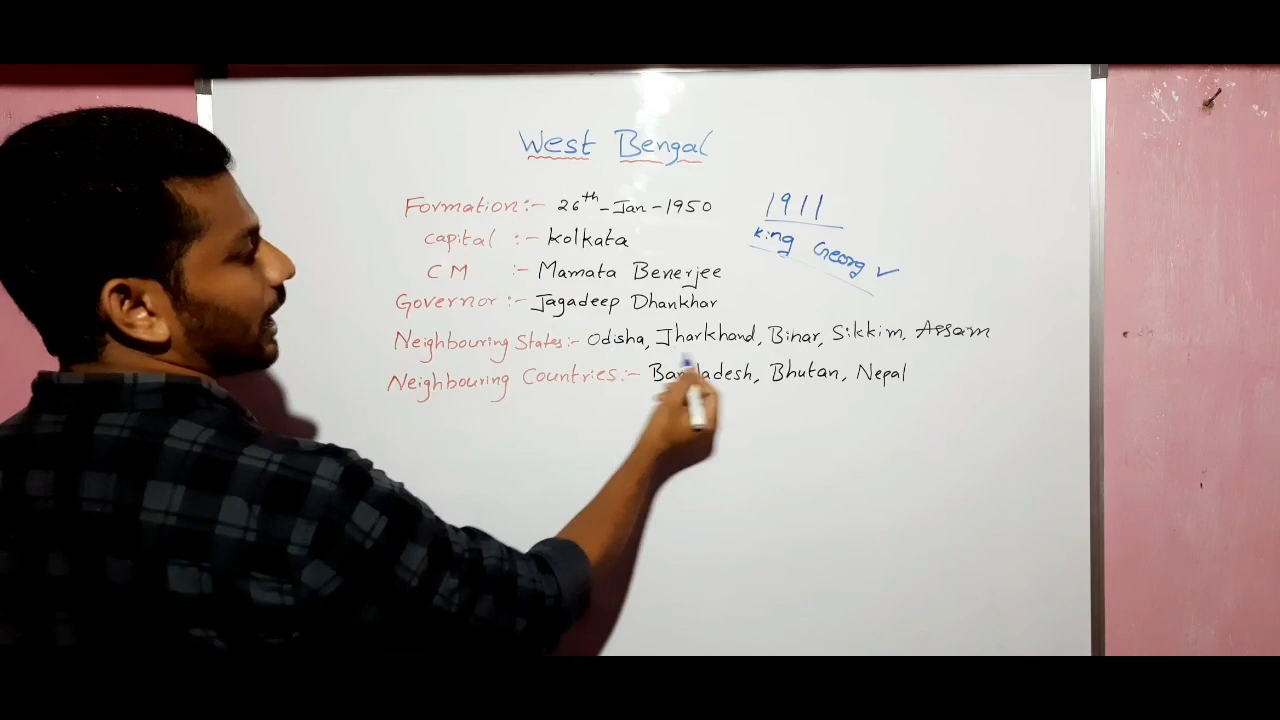 West Bengal
Formation:- 26th-Jan-1950
1911
capital :- Kolkata
King Georg ✓
CM :- Mamata Benerjee
Governor:- Jagadeep Dhankhar
Neighbouring States:- Odisha, Jharkhand, Bihar, Sikkim, Assam
Neighbouring Countries:- Bangladesh, Bhutan, Nepal